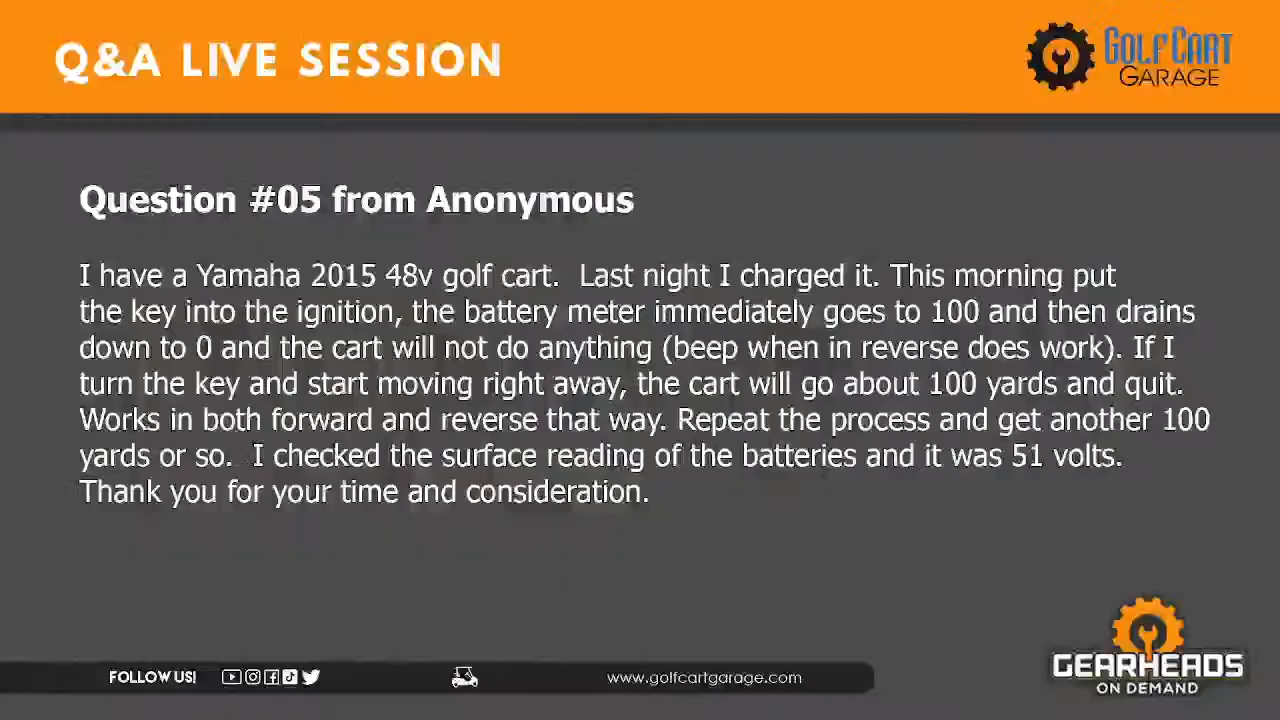 Q&A LIVE SESSION
GOLF CART
GARAGE
Question #05 from Anonymous
I have a Yamaha 2015 48v golf cart.  Last night I charged it. This morning put
the key into the ignition, the battery meter immediately goes to 100 and then drains
down to 0 and the cart will not do anything (beep when in reverse does work). If I
turn the key and start moving right away, the cart will go about 100 yards and quit.
Works in both forward and reverse that way. Repeat the process and get another 100
yards or so.  I checked the surface reading of the batteries and it was 51 volts.
Thank you for your time and consideration.
GEARHEADS
ON DEMAND
FOLLOW US!
www.golfcartgarage.com